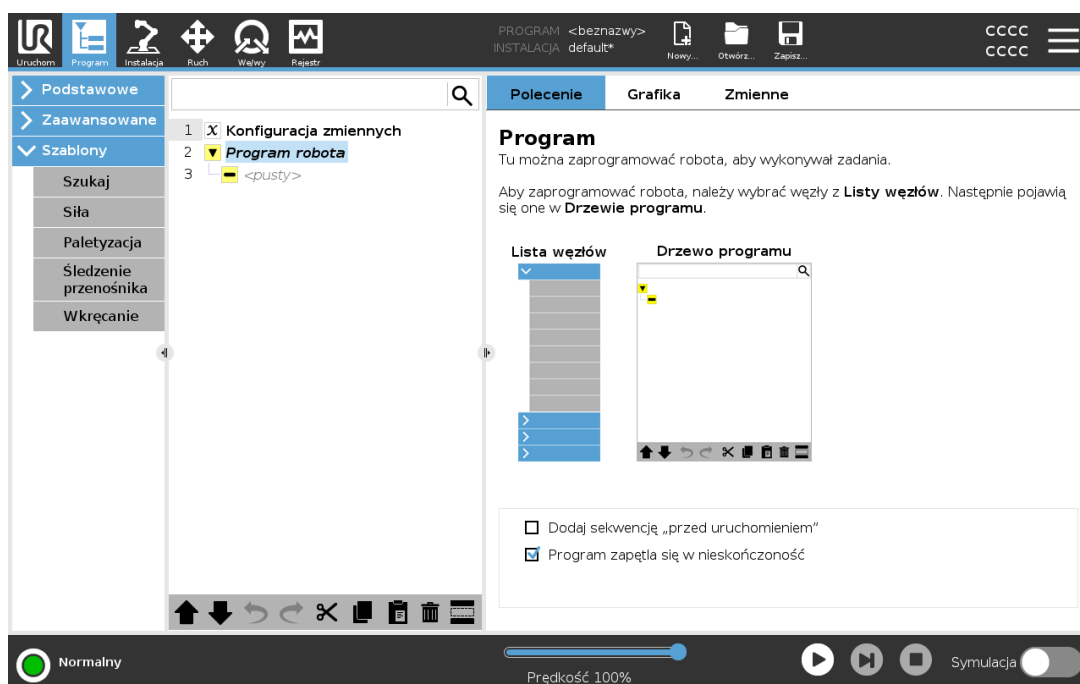 UR
PROGRAM <beznazwy>
INSTALACJA default*
CCCC
CCCC
Uruchom Program Instalacja Ruch We/wy Rejestr Nowy... Otwórz... Zapisz...
Podstawowe
Zaawansowane
Szablony
Szukaj
Siła
Paletyzacja
Śledzenie
przenośnika
Wkręcanie
1 X Konfiguracja zmiennych
2 Program robota
3 <pusty>
Polecenie Grafika Zmienne
Program
Tu można zaprogramować robota, aby wykonywał zadania.
Aby zaprogramować robota, należy wybrać węzły z Listy węzłów. Następnie pojawią
się one w Drzewie programu.
Lista węzłów Drzewo programu
Dodaj sekwencję „przed uruchomieniem”
Program zapętla się w nieskończoność
Normalny
Prędkość 100%
Symulacja